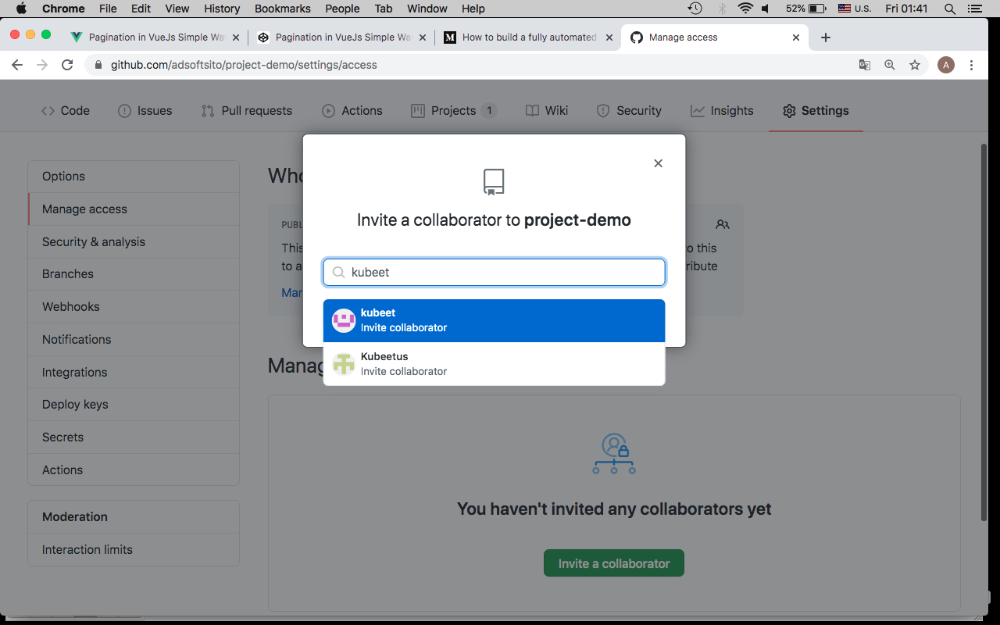 Chrome File Edit View History Bookmarks People Tab Window Help 52% U.S. Fri 01:41
Pagination in VueJs Simple Wa Pagination in VueJs Simple Wa How to build a fully automated Manage access
github.com/adsoftsito/project-demo/settings/access A
Code Issues Pull requests Actions Projects 1 Wiki Security Insights Settings
Options
Manage access
Security & analysis
Branches
Webhooks
Notifications
Integrations
Deploy keys
Secrets
Actions
Moderation
Interaction limits
Who
PUBL
This
to a
Mar
o this
ribute
Invite a collaborator to project-demo
kubeet
kubeet
Invite collaborator
Kubeetus
Invite collaborator
Manag
You haven't invited any collaborators yet
Invite a collaborator